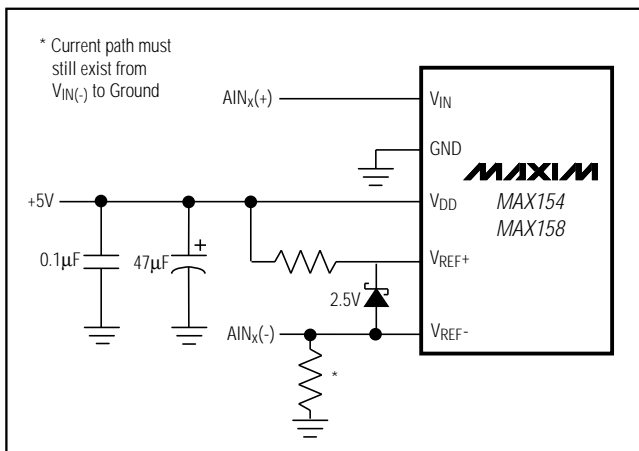 * Current path must
still exist from
VIN(-) to Ground
AINx(+)
VIN
GND
MAXIM
MAX154
MAX158
+5V
VDD
0.1μF
47μF
+
VREF+
2.5V
AINx(-)
VREF-
*